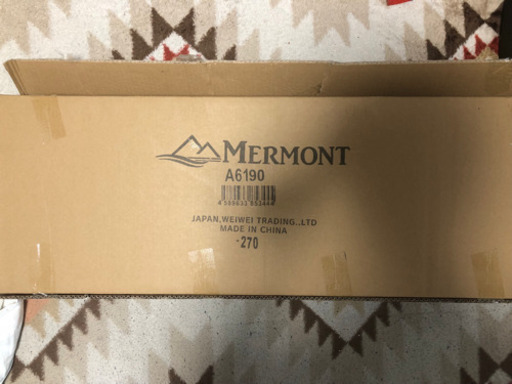 MERMONT
A6190
JAPAN,WEIWEI TRADING.,LTD
MADE IN CHINA
-270